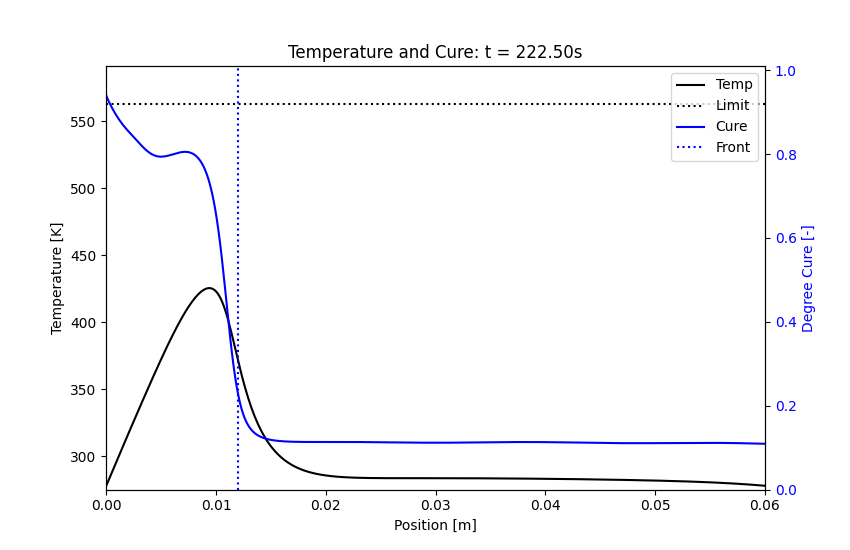 Temperature and Cure: t = 222.50s
Temp
Limit
Cure
Front
Temperature [K]
550
500
450
400
350
300
1.0
0.8
0.6
0.4
0.2
0.0
Degree Cure [-]
0.00 0.01 0.02 0.03 0.04 0.05 0.06
Position [m]